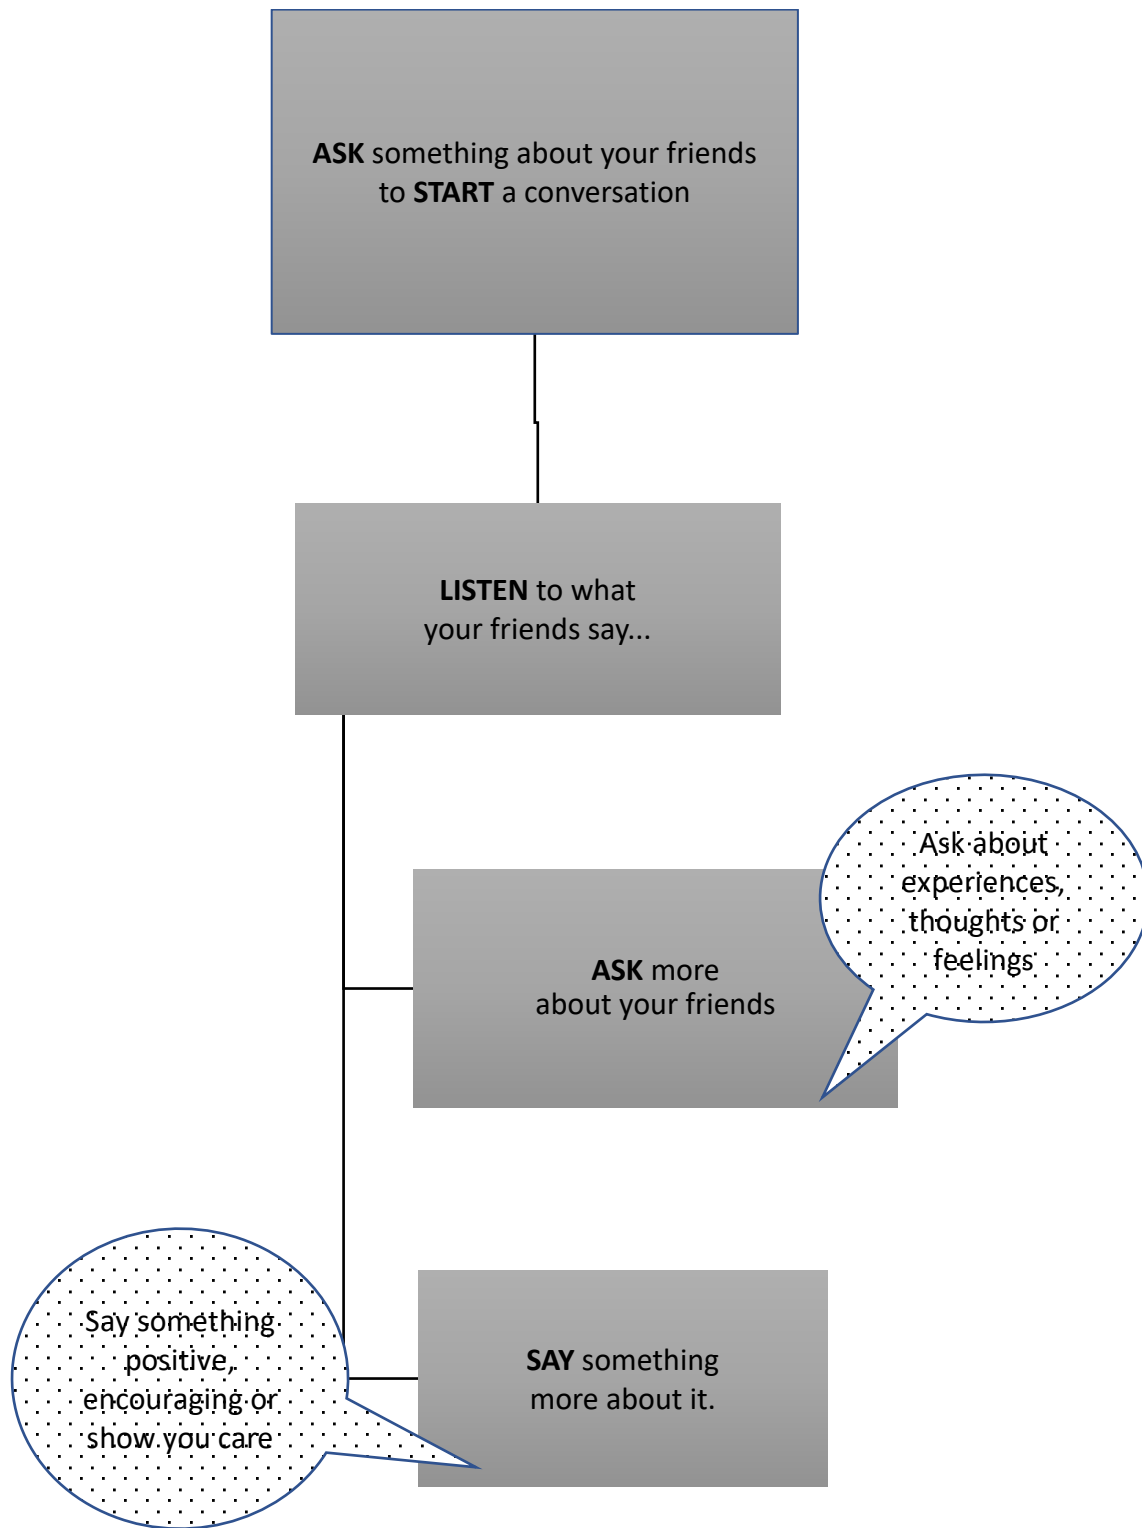 ASK something about your friends
to START a conversation
LISTEN to what
your friends say...
Ask about
experiences,
thoughts or
feelings
ASK more
about your friends
Say something
positive,
encouraging or
show you care
SAY something
more about it.